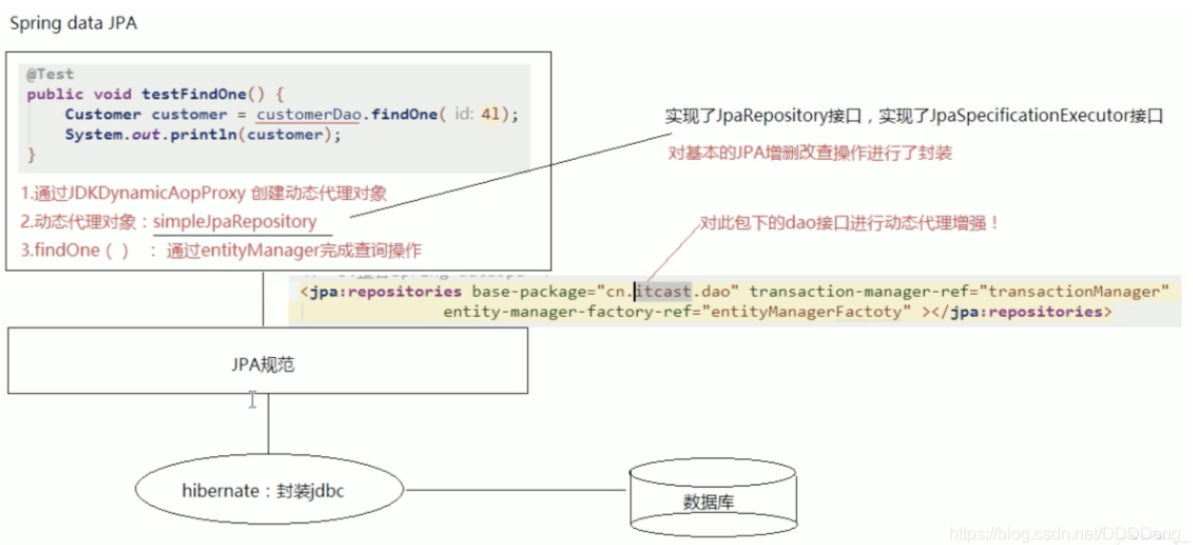 Spring data JPA
@Test
public void testFindOne() {
Customer customer = customerDao.findOne( id: 4l);
System.out.println(customer);
}
1.通过JDKDynamicAopProxy 创建动态代理对象
2.动态代理对象：simpleJpaRepository
3.findOne（ ） ： 通过entityManager完成查询操作
实现了JpaRepository接口，实现了JpaSpecificationExecutor接口
对基本的JPA增删改查操作进行了封装
对此包下的dao接口进行动态代理增强！
<jpa:repositories base-package="cn.itcast.dao" transaction-manager-ref="transactionManager"
entity-manager-factory-ref="entityManagerFactoty" ></jpa:repositories>
JPA规范
hibernate：封装jdbc
数据库
https://blog.csdn.net/DDDDeng_